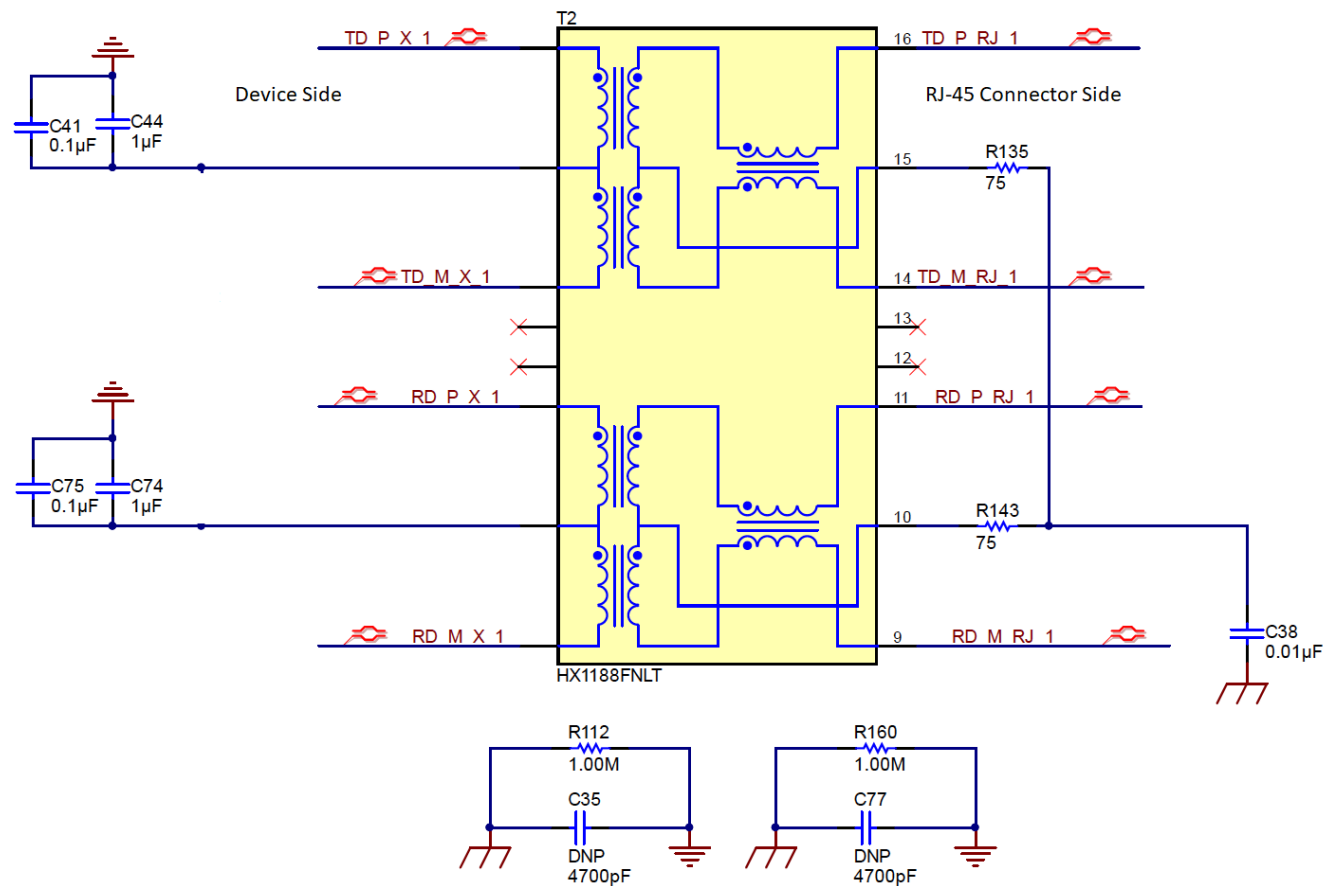 T2
TD_P_X_1
16 TD_P_RJ_1
Device Side
RJ-45 Connector Side
C41
0.1µF
C44
1µF
15
R135
75
TD_M_X_1
14 TD_M_RJ_1
13
12
RD_P_X_1
11 RD_P_RJ_1
C75
0.1µF
C74
1µF
10
R143
75
RD_M_X_1
9 RD_M_RJ_1
C38
0.01µF
HX1188FNLT
R112
1.00M
C35
DNP
4700pF
R160
1.00M
C77
DNP
4700pF